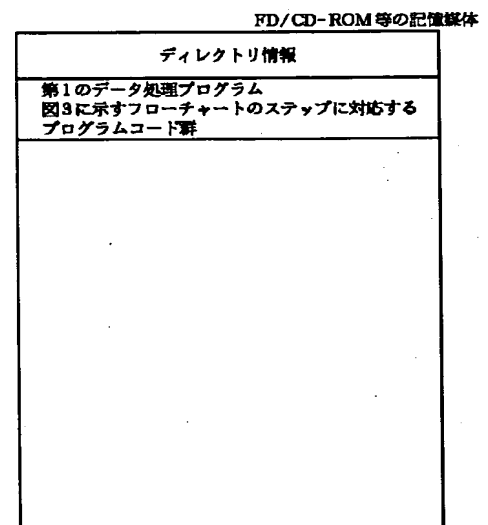 FD/CD-ROM等の記憶媒体
ディレクトリ情報
第1のデータ処理プログラム
図3に示すフローチャートのステップに対応する
プログラムコード群